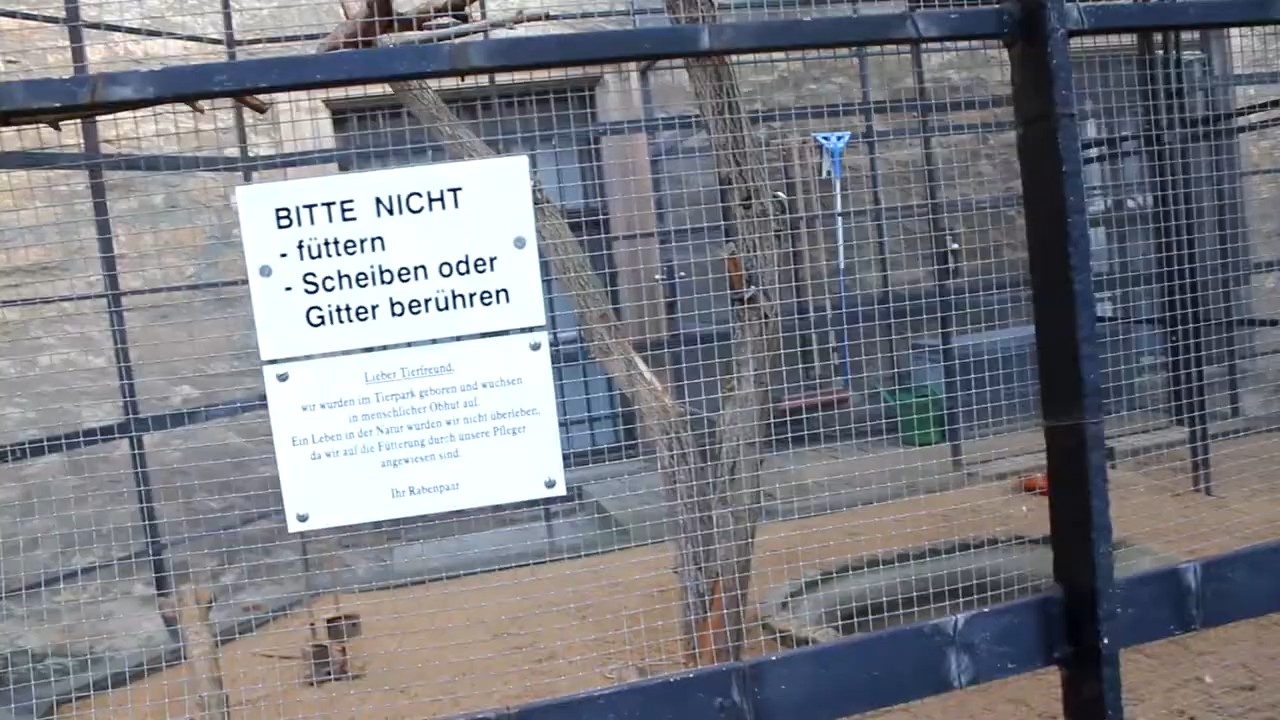 BITTE NICHT
- füttern
- Scheiben oder
Gitter berühren
Lieber Tierfreund,
wir wurden im Tierpark geboren und wuchsen
in menschlicher Obhut auf.
Ein Leben in der Natur würden wir nicht überleben,
da wir auf die Fütterung durch unsere Pfleger
angewiesen sind.
Ihr Rabenpaar